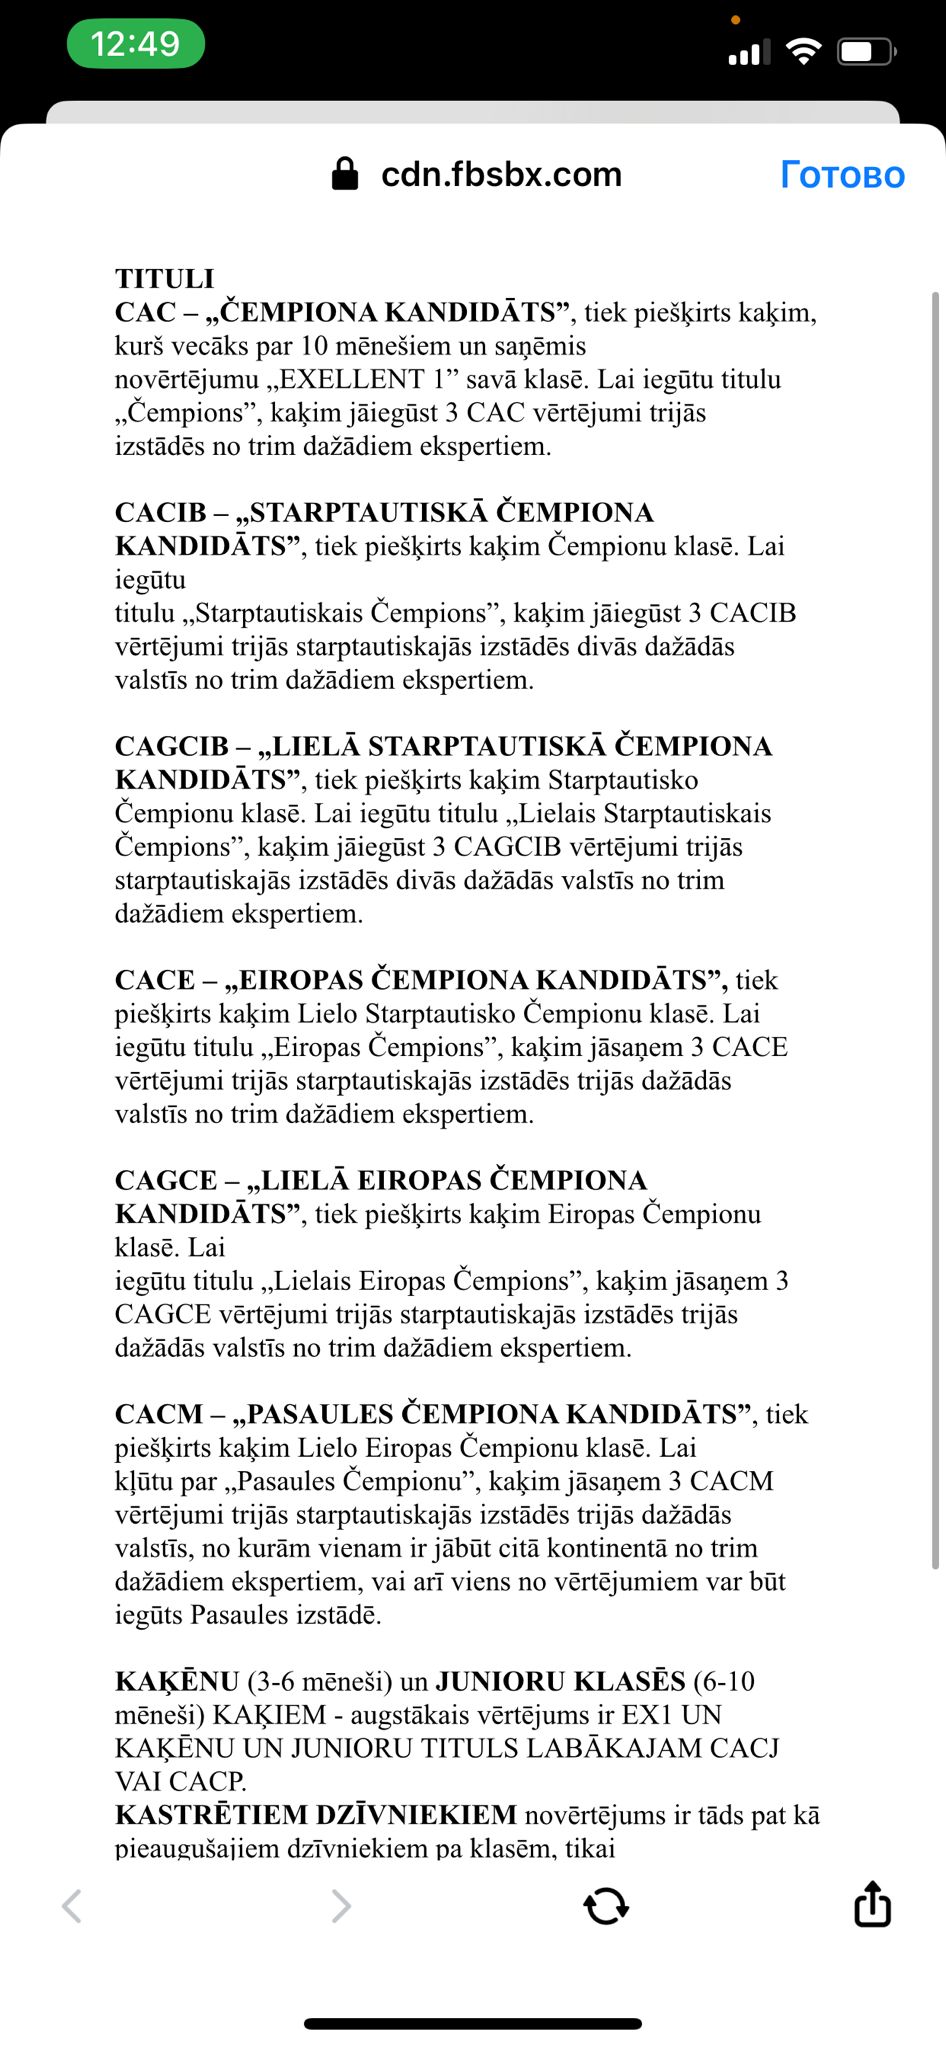 12:49
cdn.fbsbx.com
Готово
TITULI
CAC – „ČEMPIONA KANDIDĀTS”, tiek piešķirts kaķim,
kurš vecāks par 10 mēnešiem un saņēmis
novērtējumu „EXELLENT 1” savā klasē. Lai iegūtu titulu
„Čempions”, kaķim jāiegūst 3 CAC vērtējumi trijās
izstādēs no trim dažādiem ekspertiem.
CACIB – „STARPTAUTISKĀ ČEMPIONA
KANDIDĀTS”, tiek piešķirts kaķim Čempionu klasē. Lai
iegūtu
titulu „Starptautiskais Čempions”, kaķim jāiegūst 3 CACIB
vērtējumi trijās starptautiskajās izstādēs divās dažādās
valstīs no trim dažādiem ekspertiem.
CAGCIB – „LIELĀ STARPTAUTISKĀ ČEMPIONA
KANDIDĀTS”, tiek piešķirts kaķim Starptautisko
Čempionu klasē. Lai iegūtu titulu „Lielais Starptautiskais
Čempions”, kaķim jāiegūst 3 CAGCIB vērtējumi trijās
starptautiskajās izstādēs divās dažādās valstīs no trim
dažādiem ekspertiem.
CACE – „EIROPAS ČEMPIONA KANDIDĀTS”, tiek
piešķirts kaķim Lielo Starptautisko Čempionu klasē. Lai
iegūtu titulu „Eiropas Čempions”, kaķim jāsaņem 3 CACE
vērtējumi trijās starptautiskajās izstādēs trijās dažādās
valstīs no trim dažādiem ekspertiem.
CAGCE – „LIELĀ EIROPAS ČEMPIONA
KANDIDĀTS”, tiek piešķirts kaķim Eiropas Čempionu
klasē. Lai
iegūtu titulu „Lielais Eiropas Čempions”, kaķim jāsaņem 3
CAGCE vērtējumi trijās starptautiskajās izstādēs trijās
dažādās valstīs no trim dažādiem ekspertiem.
CACM – „PASAULES ČEMPIONA KANDIDĀTS”, tiek
piešķirts kaķim Lielo Eiropas Čempionu klasē. Lai
kļūtu par „Pasaules Čempionu”, kaķim jāsaņem 3 CACM
vērtējumi trijās starptautiskajās izstādēs trijās dažādās
valstīs, no kurām vienam ir jābūt citā kontinentā no trim
dažādiem ekspertiem, vai arī viens no vērtējumiem var būt
iegūts Pasaules izstādē.
KAĶĒNU (3-6 mēneši) un JUNIORU KLASĒS (6-10
mēneši) KAĶIEM - augstākais vērtējums ir EX1 UN
KAĶĒNU UN JUNIORU TITULS LABĀKAJAM CACJ
VAI CACP.
KASTRĒTIEM DZĪVNIEKIEM novērtējums ir tāds pat kā
pieaugušajiem dzīvniekiem pa klasēm, tikai